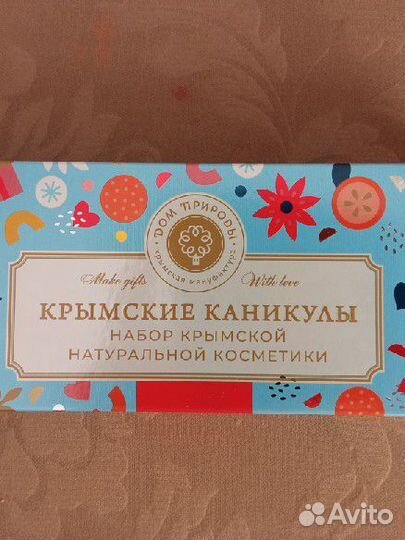 ДОМ ПРИРОДЫ
крымская мануфактура
Make gifts With love
КРЫМСКИЕ КАНИКУЛЫ
НАБОР КРЫМСКОЙ
НАТУРАЛЬНОЙ КОСМЕТИКИ
Avito